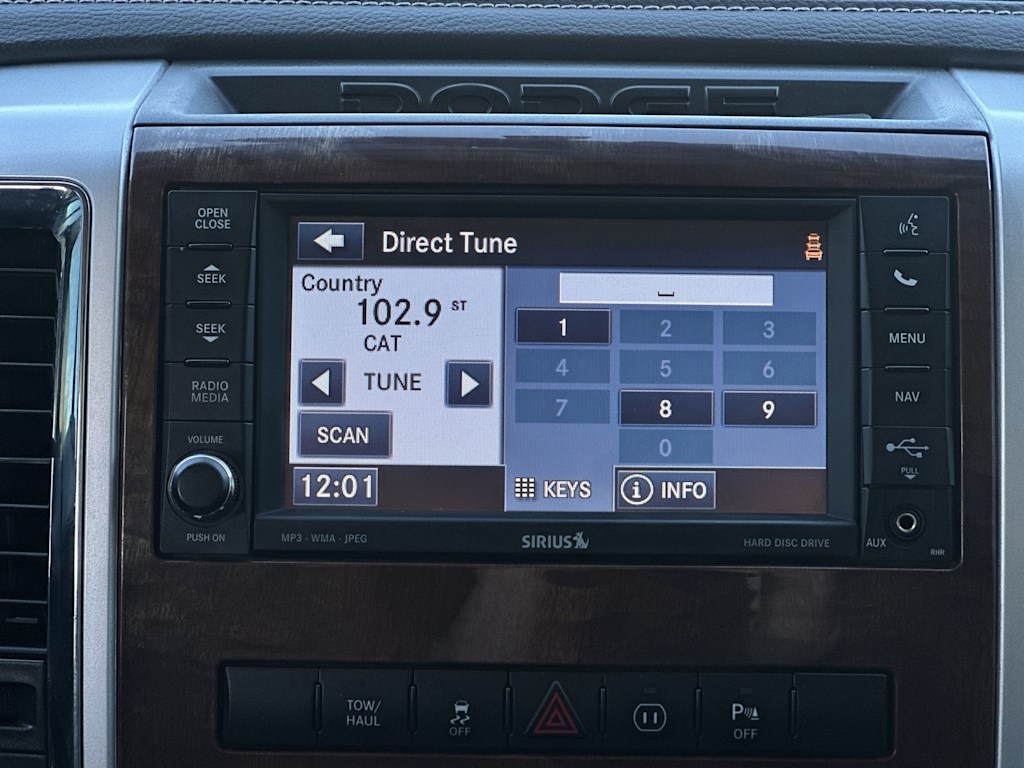 DODGE
OPEN
CLOSE
SEEK
SEEK
RADIO
MEDIA
VOLUME
PUSH ON
Direct Tune
Country
102.9 ST
CAT
TUNE
SCAN
12:01
1 2 3
4 5 6
7 8 9
0
KEYS
INFO
MP3 - WMA - JPEG
SIRIUS
HARD DISC DRIVE
MENU
NAV
PULL
AUX
RHR
TOW/
HAUL
OFF
P
OFF